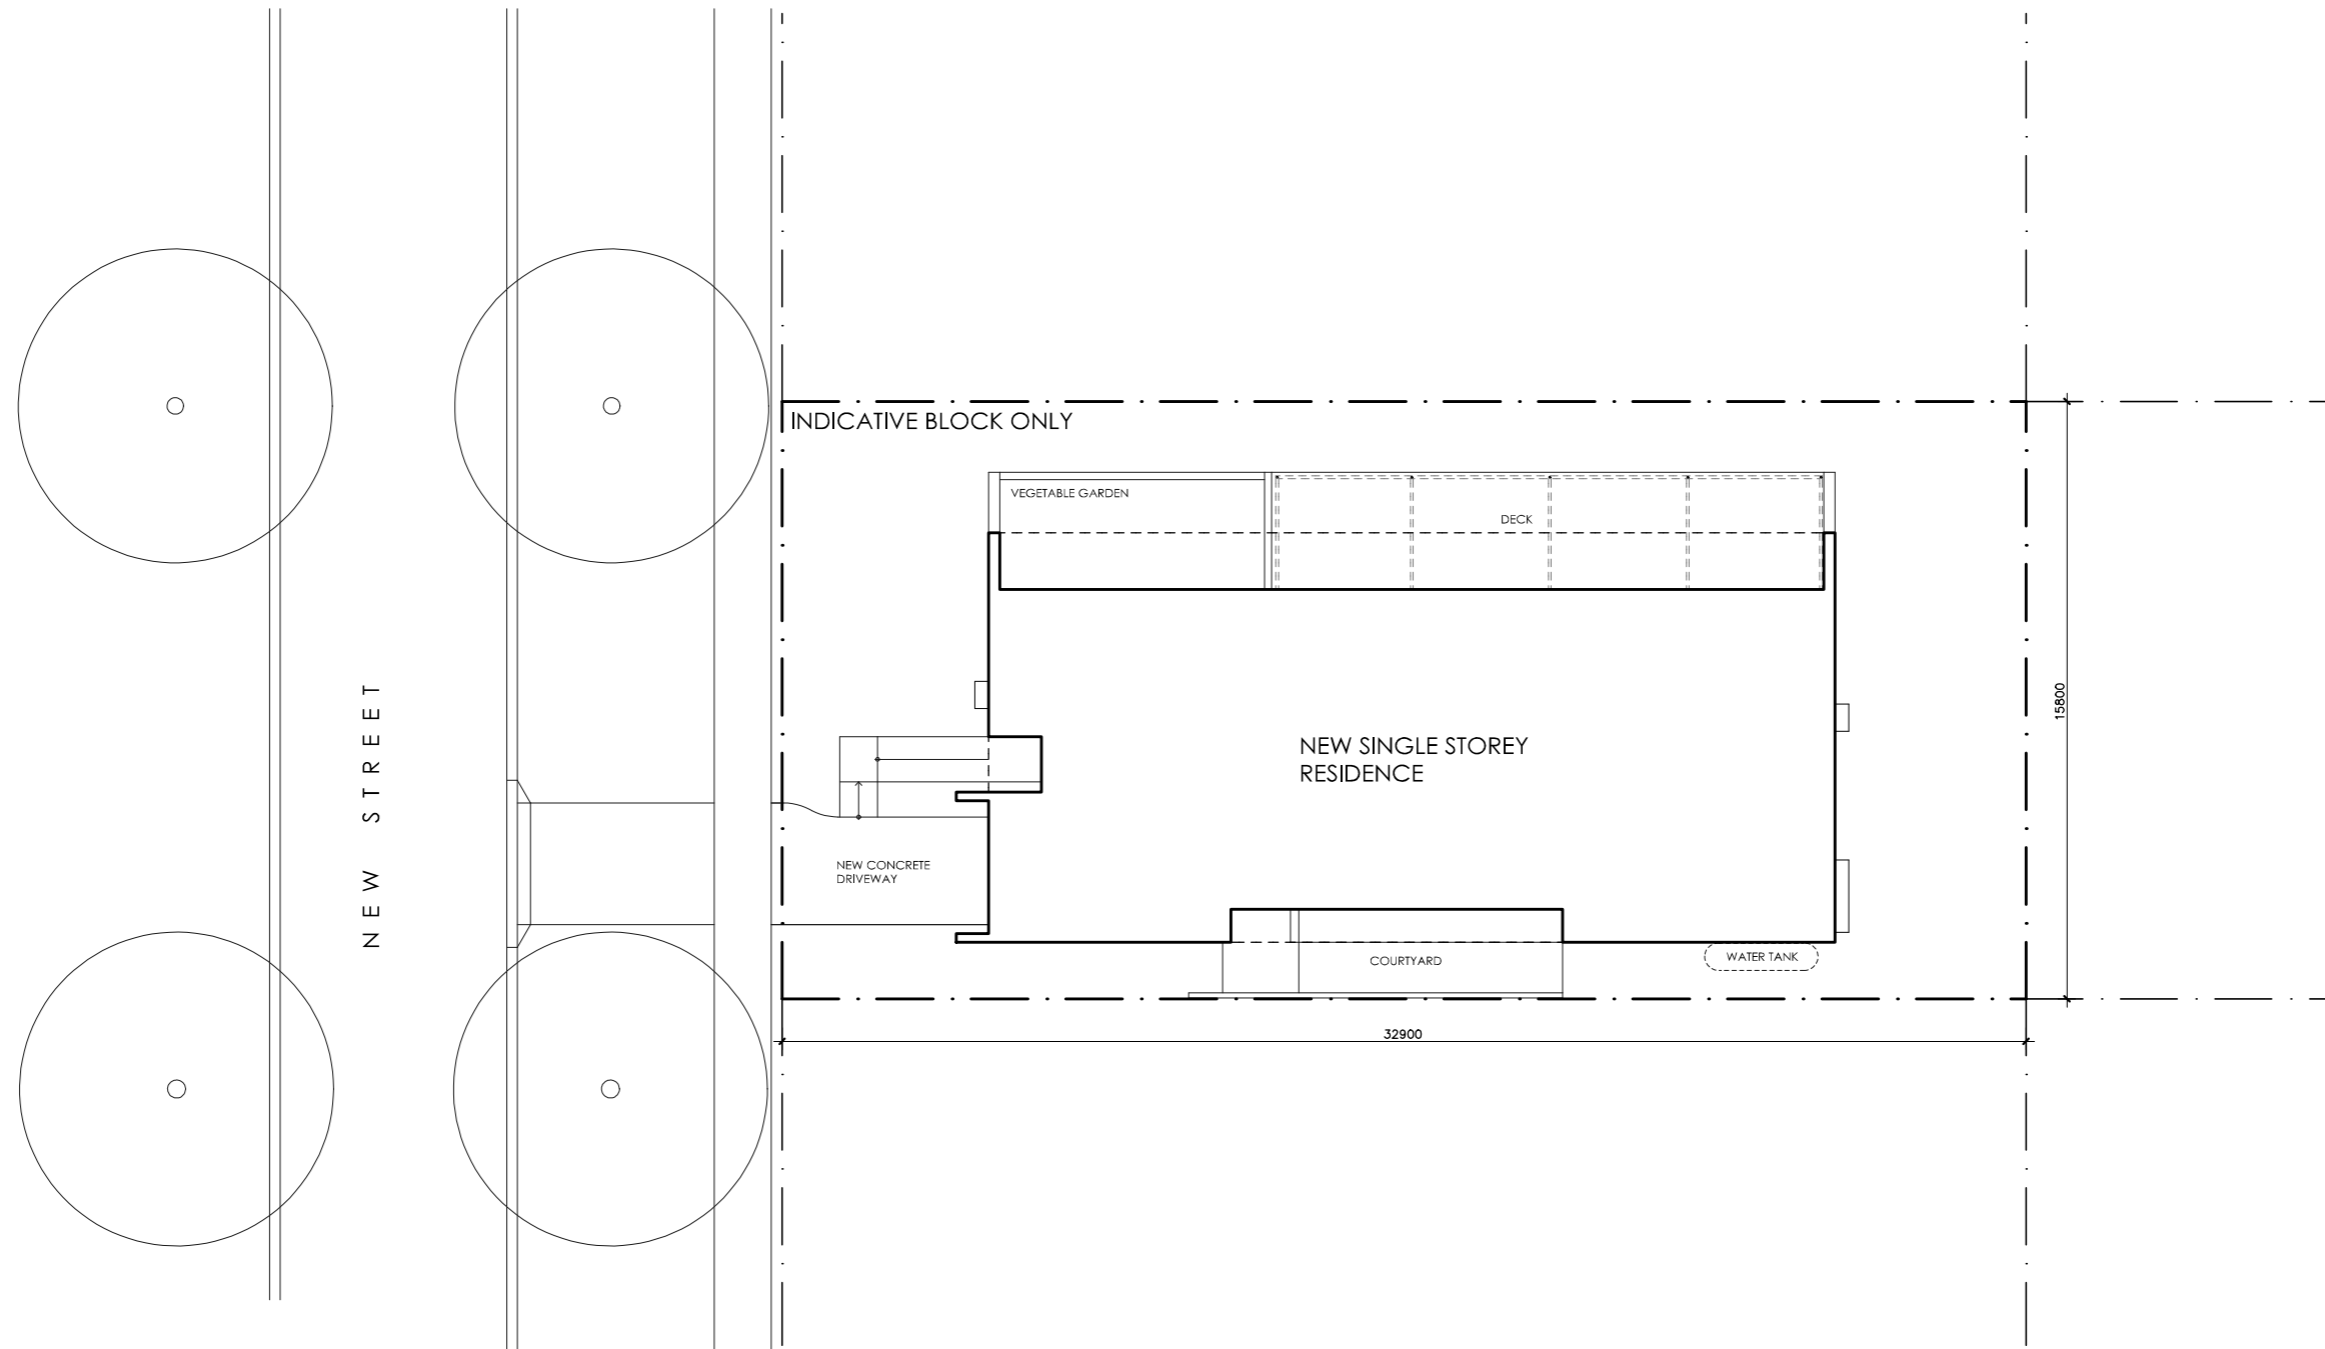 INDICATIVE BLOCK ONLY
VEGETABLE GARDEN
DECK
NEW STREET
15800
NEW SINGLE STOREY
RESIDENCE
NEW CONCRETE
DRIVEWAY
COURTYARD
WATER TANK
32900